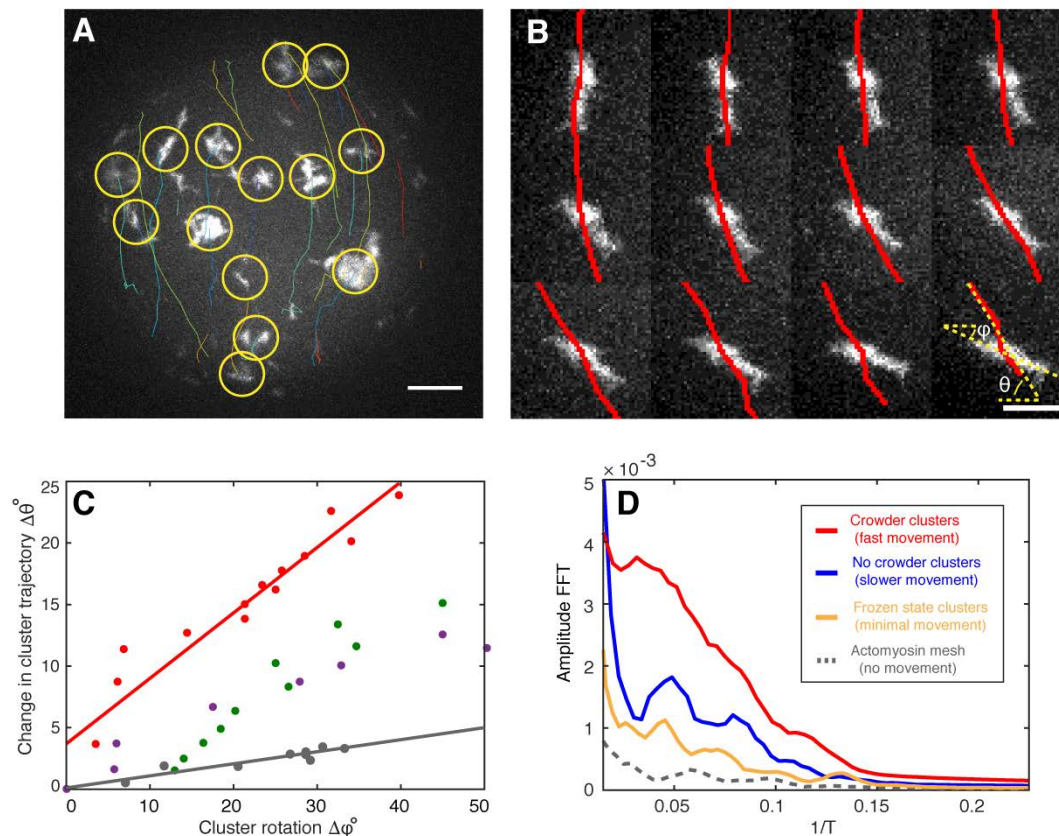 A
B
φ
θ
C
25
20
15
10
5
0
0 10 20 30 40 50
Change in cluster trajectory Δθ°
Cluster rotation Δφ°
D
× 10⁻³
5
4
3
2
1
0
0.05 0.1 0.15 0.2
Amplitude FFT
1/T
Crowder clusters
(fast movement)
No crowder clusters
(slower movement)
Frozen state clusters
(minimal movement)
Actomyosin mesh
(no movement)